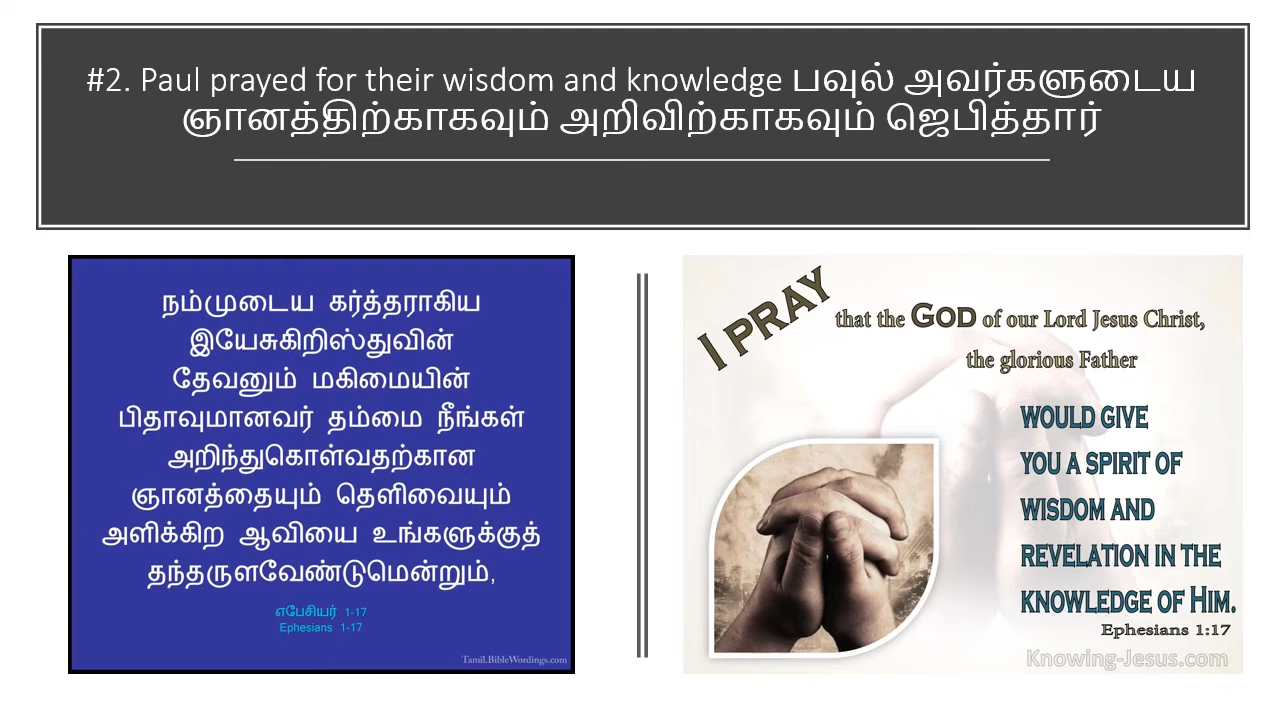 #2. Paul prayed for their wisdom and knowledge பவுல் அவர்களுடைய
ஞானத்திற்காகவும் அறிவிற்காகவும் ஜெபித்தார்
நம்முடைய கர்த்தராகிய
இயேசுகிறிஸ்துவின்
தேவனும் மகிமையின்
பிதாவுமானவர் தம்மை நீங்கள்
அறிந்துகொள்வதற்கான
ஞானத்தையும் தெளிவையும்
அளிக்கிற ஆவியை உங்களுக்குத்
தந்தருளவேண்டுமென்றும்,
எபேசியர் 1-17
Ephesians 1-17
Tamil.BibleWordings.com
I PRAY
that the GOD of our Lord Jesus Christ,
the glorious Father
WOULD GIVE
YOU A SPIRIT OF
WISDOM AND
REVELATION IN THE
KNOWLEDGE OF HIM.
Ephesians 1:17
Knowing-Jesus.com